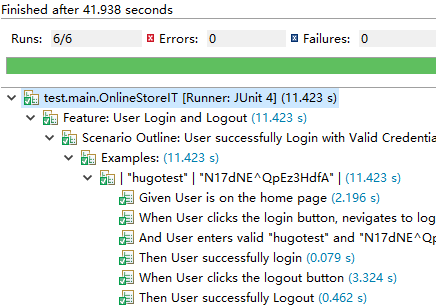 Finished after 41.938 seconds
Runs: 6/6 Errors: 0 Failures: 0
test.main.OnlineStoreIT [Runner: JUnit 4] (11.423 s)
Feature: User Login and Logout (11.423 s)
Scenario Outline: User successfully Login with Valid Credentia
Examples: (11.423 s)
| "hugotest" | "N17dNE^QpEz3HdfA" | (11.423 s)
Given User is on the home page (2.196 s)
When User clicks the login button, nevigates to log
And User enters valid "hugotest" and "N17dNE^Qp
Then User successfully login (0.079 s)
When User clicks the logout button (3.324 s)
Then User successfully Logout (0.462 s)